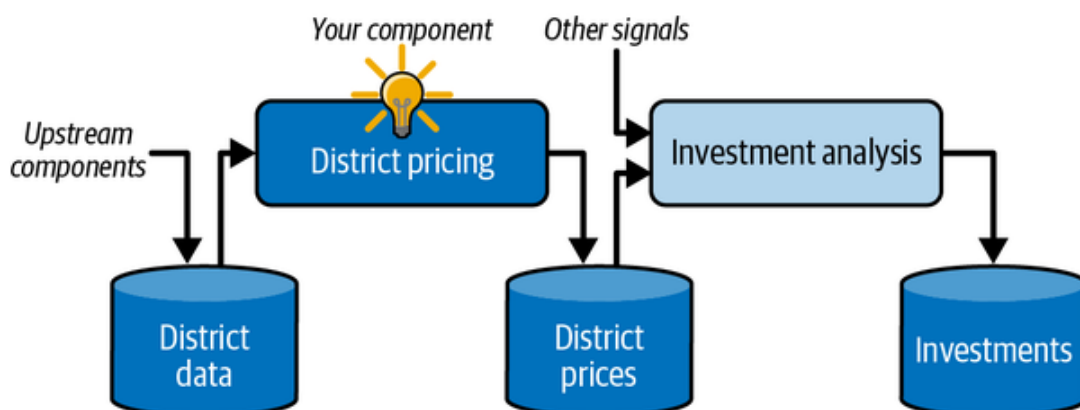 Your component
Other signals
Upstream
components
District pricing
Investment analysis
District
data
District
prices
Investments